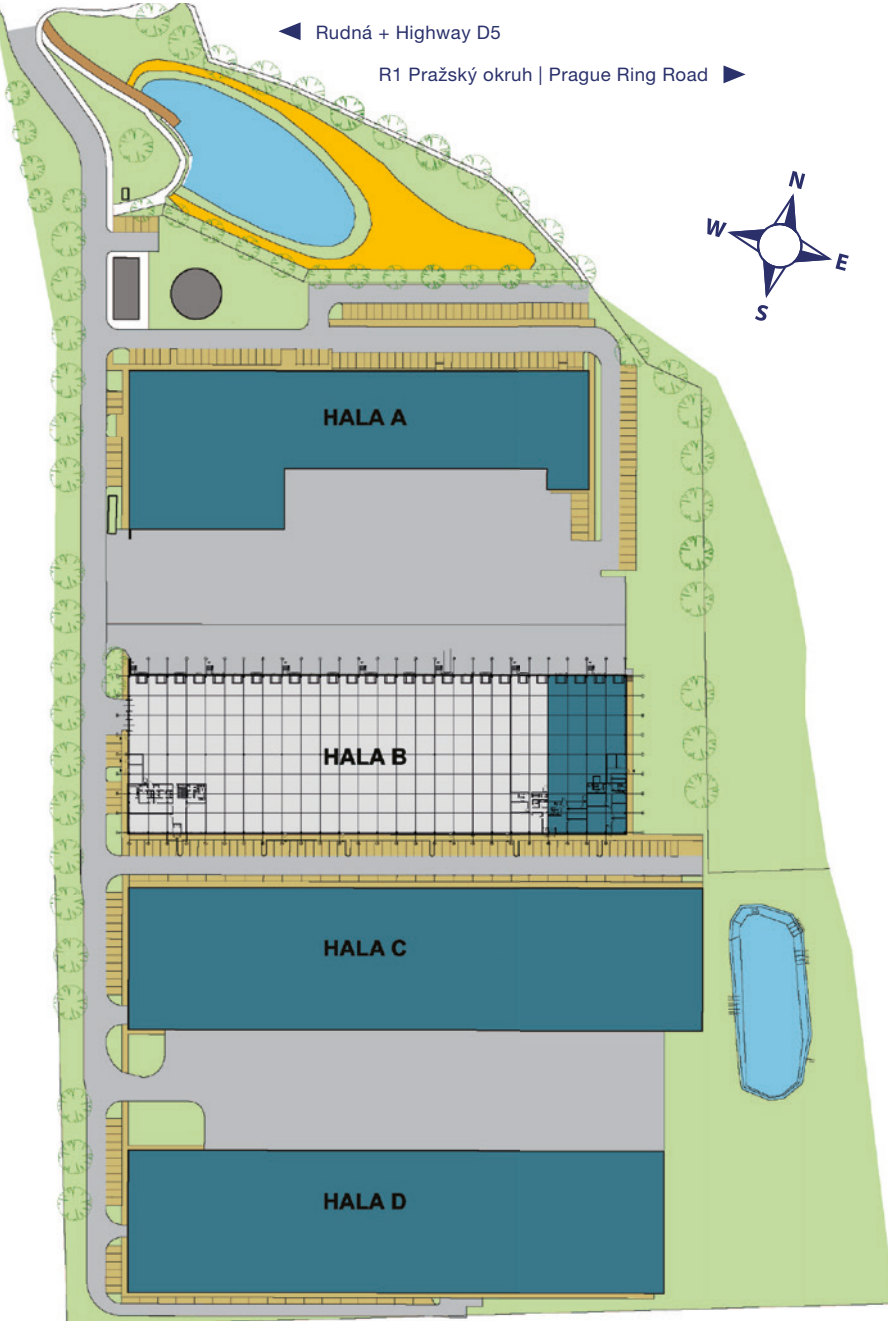 ◄ Rudná + Highway D5
R1 Pražský okruh | Prague Ring Road ►
N
W
E
S
HALA A
HALA B
HALA C
HALA D